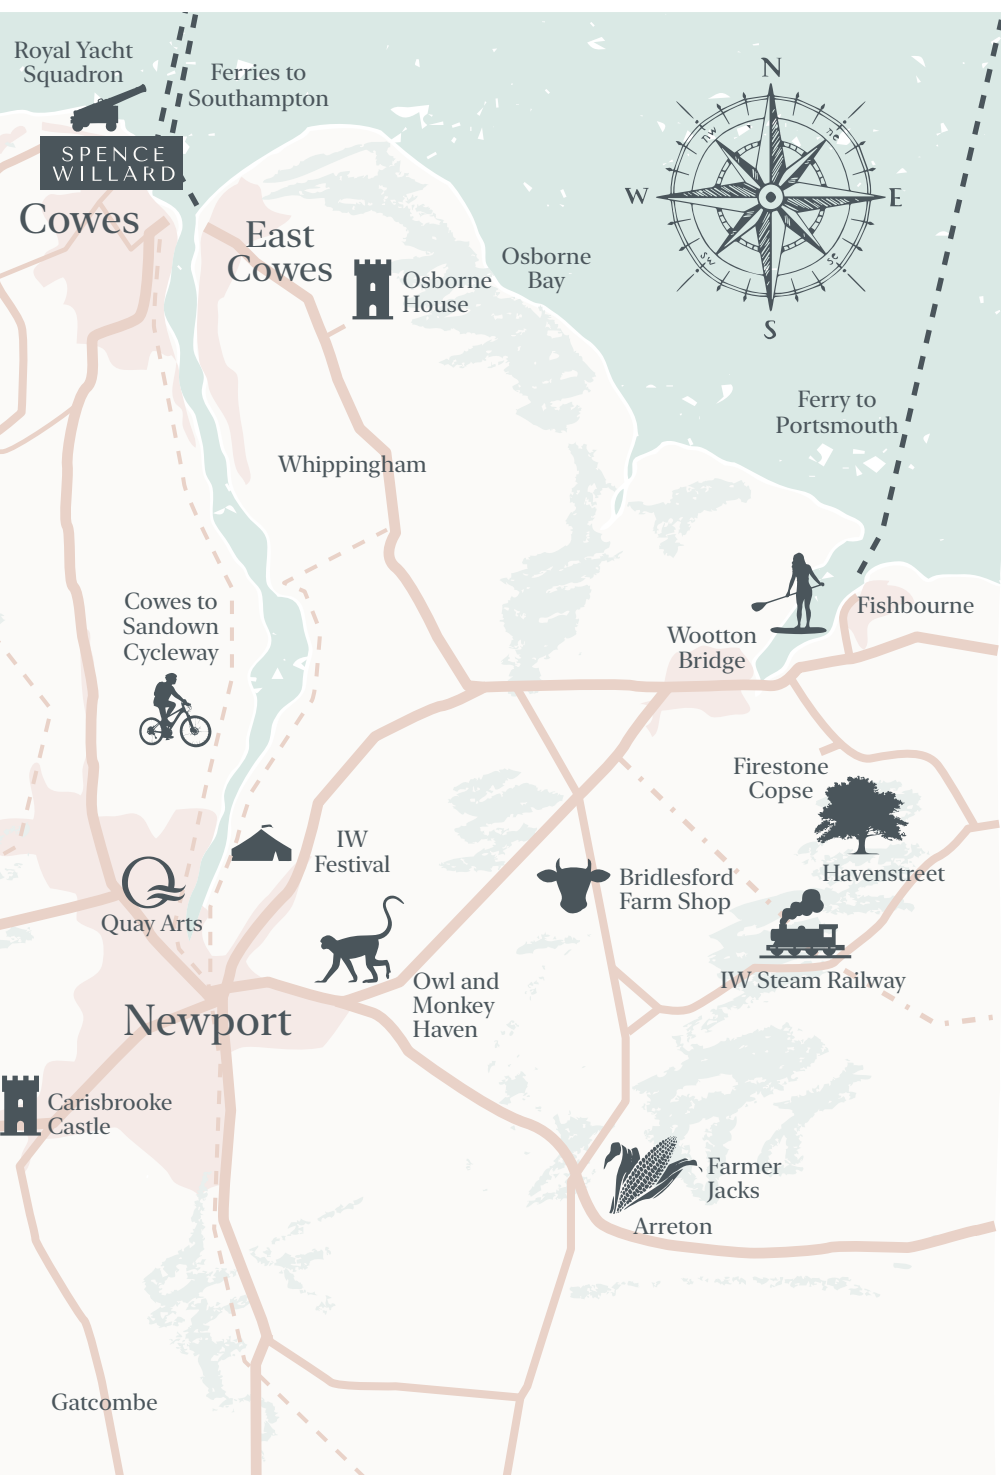 Royal Yacht
Squadron
Ferries to
Southampton
SPENCE
WILLARD
Cowes
East
Cowes
Osborne
House
Osborne
Bay
N
nw
ne
W
E
sw
se
S
Ferry to
Portsmouth
Whippingham
Cowes to
Sandown
Cycleway
Fishbourne
Wootton
Bridge
Firestone
Copse
IW
Festival
Bridlesford
Farm Shop
Havenstreet
Quay Arts
IW Steam Railway
Owl and
Monkey
Haven
Newport
Carisbrooke
Castle
Farmer
Jacks
Arreton
Gatcombe